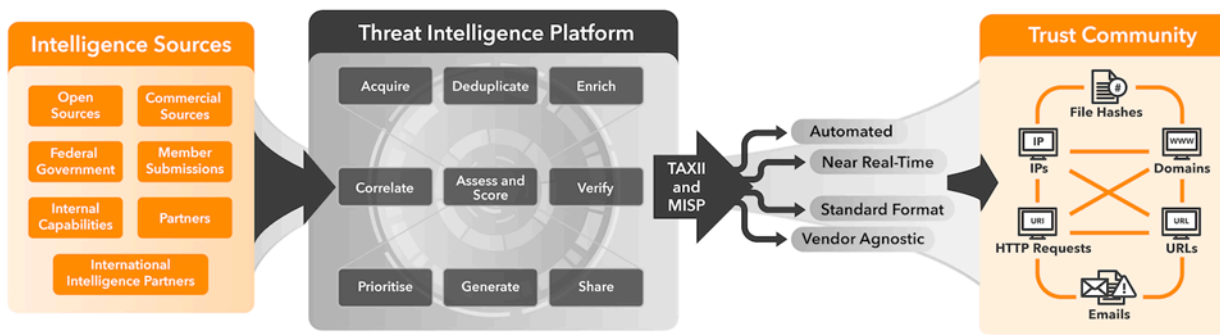 Intelligence Sources
Open
Sources
Commercial
Sources
Federal
Government
Member
Submissions
Internal
Capabilities
Partners
International
Intelligence Partners
Threat Intelligence Platform
Acquire
Deduplicate
Enrich
Correlate
Assess and
Score
Verify
Prioritise
Generate
Share
TAXII
and
MISP
Automated
Near Real-Time
Standard Format
Vendor Agnostic
Trust Community
#
File Hashes
IP
IPs
WWW
Domains
URI
HTTP Requests
URL
URLs
Emails